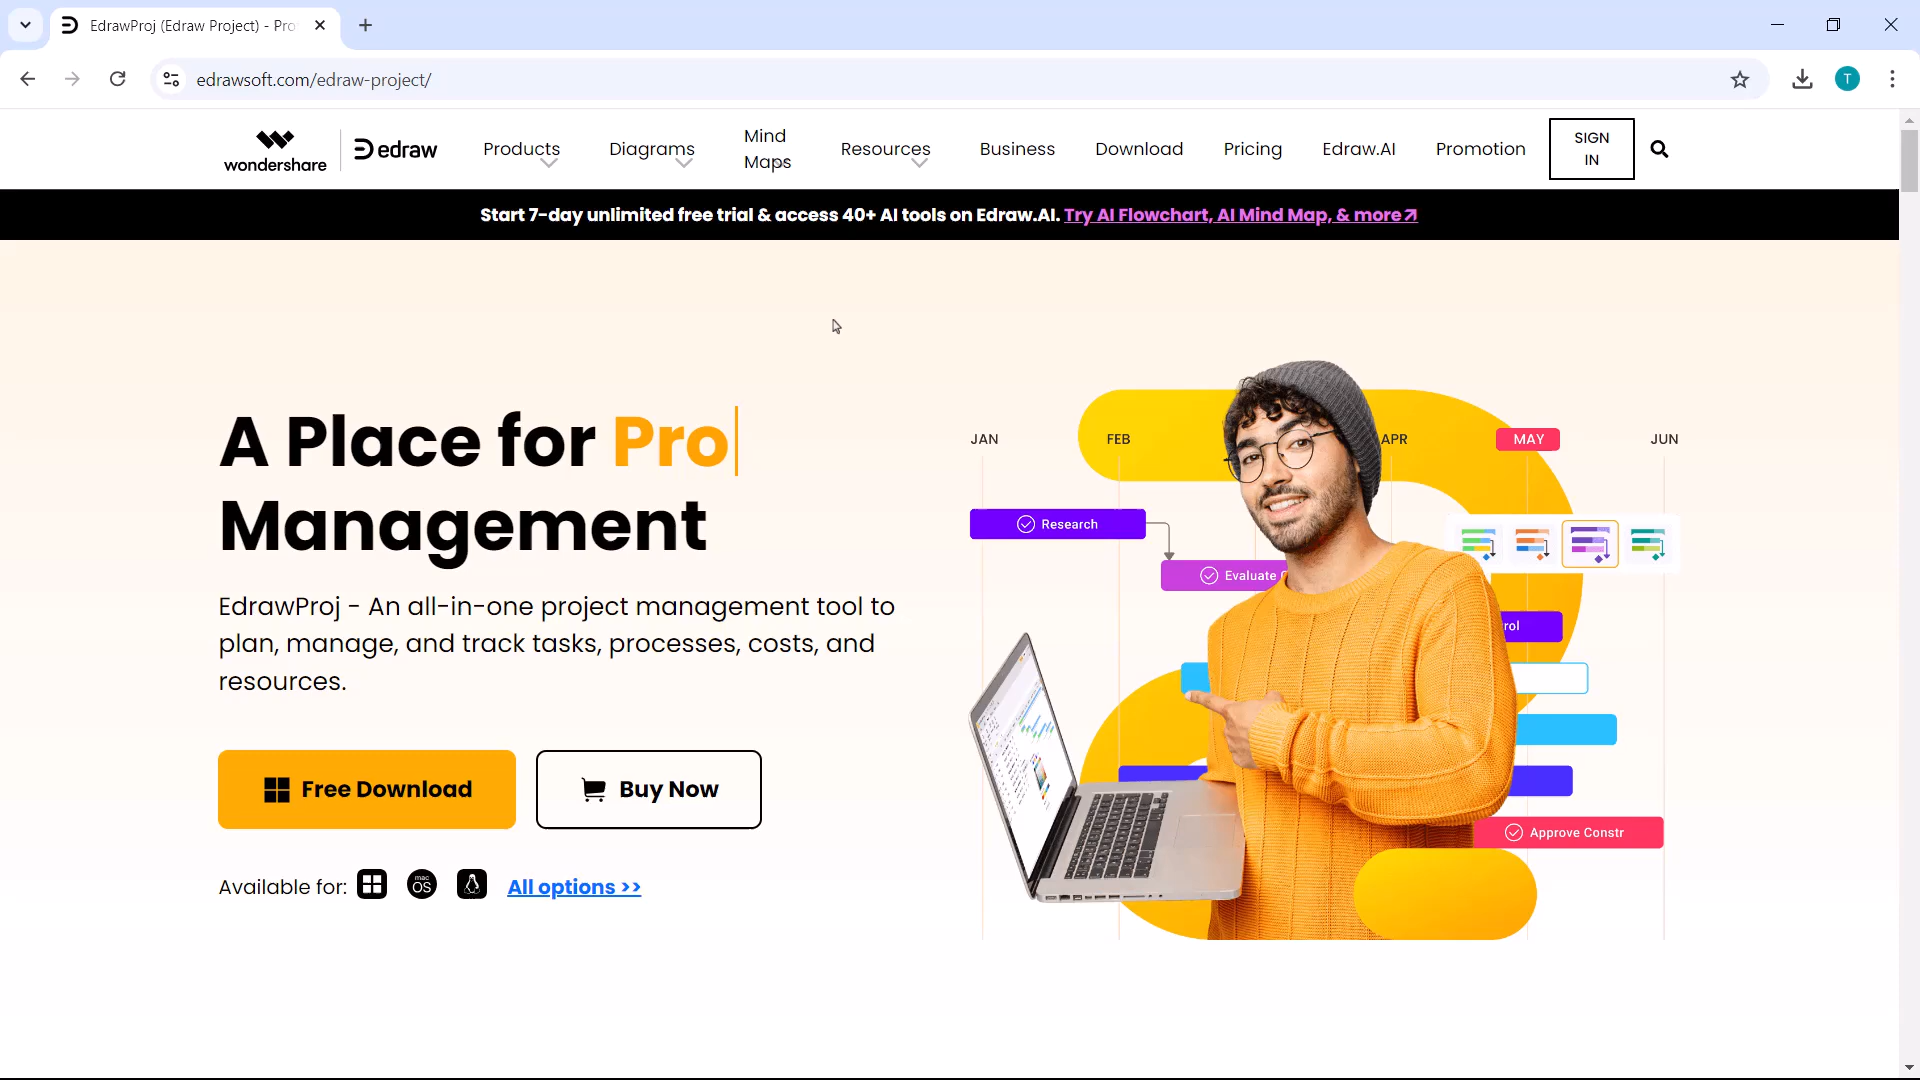 EdrawProj (Edraw Project) - Pro
edrawsoft.com/edraw-project/
T
wondershare
edraw
Products
Diagrams
Mind
Maps
Resources
Business
Download
Pricing
Edraw.AI
Promotion
SIGN
IN
Start 7-day unlimited free trial & access 40+ AI tools on Edraw.AI. Try AI Flowchart, AI Mind Map, & more
A Place for Pro
Management
EdrawProj - An all-in-one project management tool to
plan, manage, and track tasks, processes, costs, and
resources.
Free Download
Buy Now
Available for:
mac
OS
All options >>
JAN
FEB
APR
MAY
JUN
Research
Evaluate
rol
Approve Constr